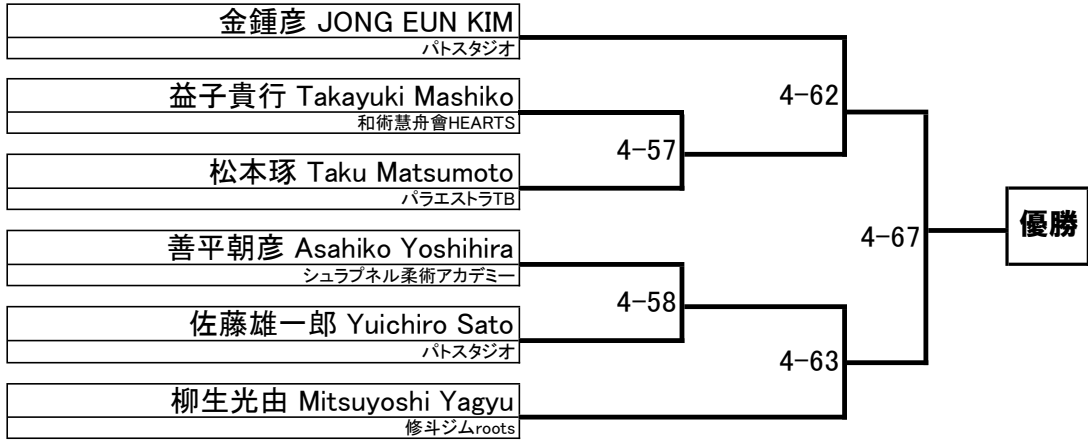 金鍾彦 JONG EUN KIM
パトスタジオ
益子貴行 Takayuki Mashiko
和術慧舟會HEARTS
松本琢 Taku Matsumoto
パラエストラTB
善平朝彦 Asahiko Yoshihira
シュラプネル柔術アカデミー
佐藤雄一郎 Yuichiro Sato
パトスタジオ
柳生光由 Mitsuyoshi Yagyu
修斗ジムroots
4-57
4-58
4-62
4-63
4-67
優勝